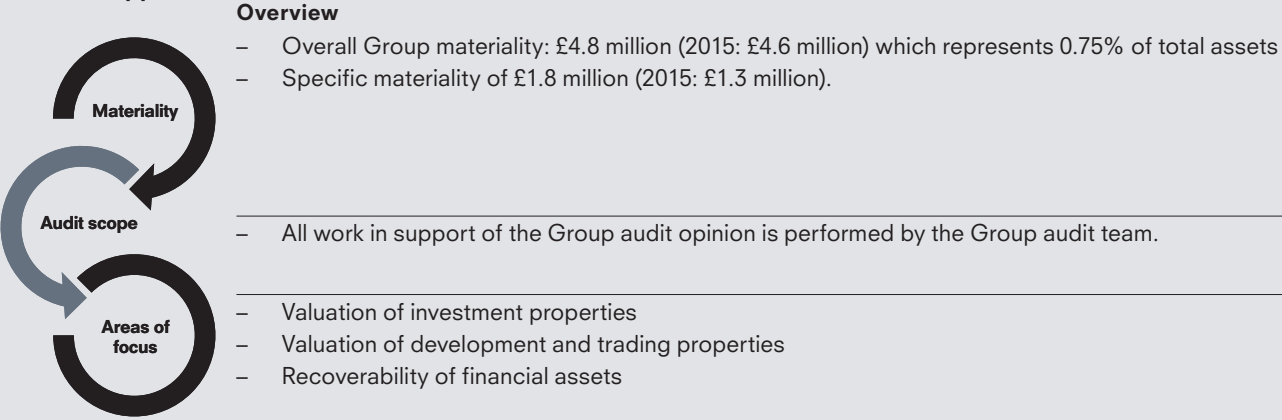 Overview
– Overall Group materiality: £4.8 million (2015: £4.6 million) which represents 0.75% of total assets
– Specific materiality of £1.8 million (2015: £1.3 million).
Materiality
Audit scope
– All work in support of the Group audit opinion is performed by the Group audit team.
Areas of
focus
– Valuation of investment properties
– Valuation of development and trading properties
– Recoverability of financial assets